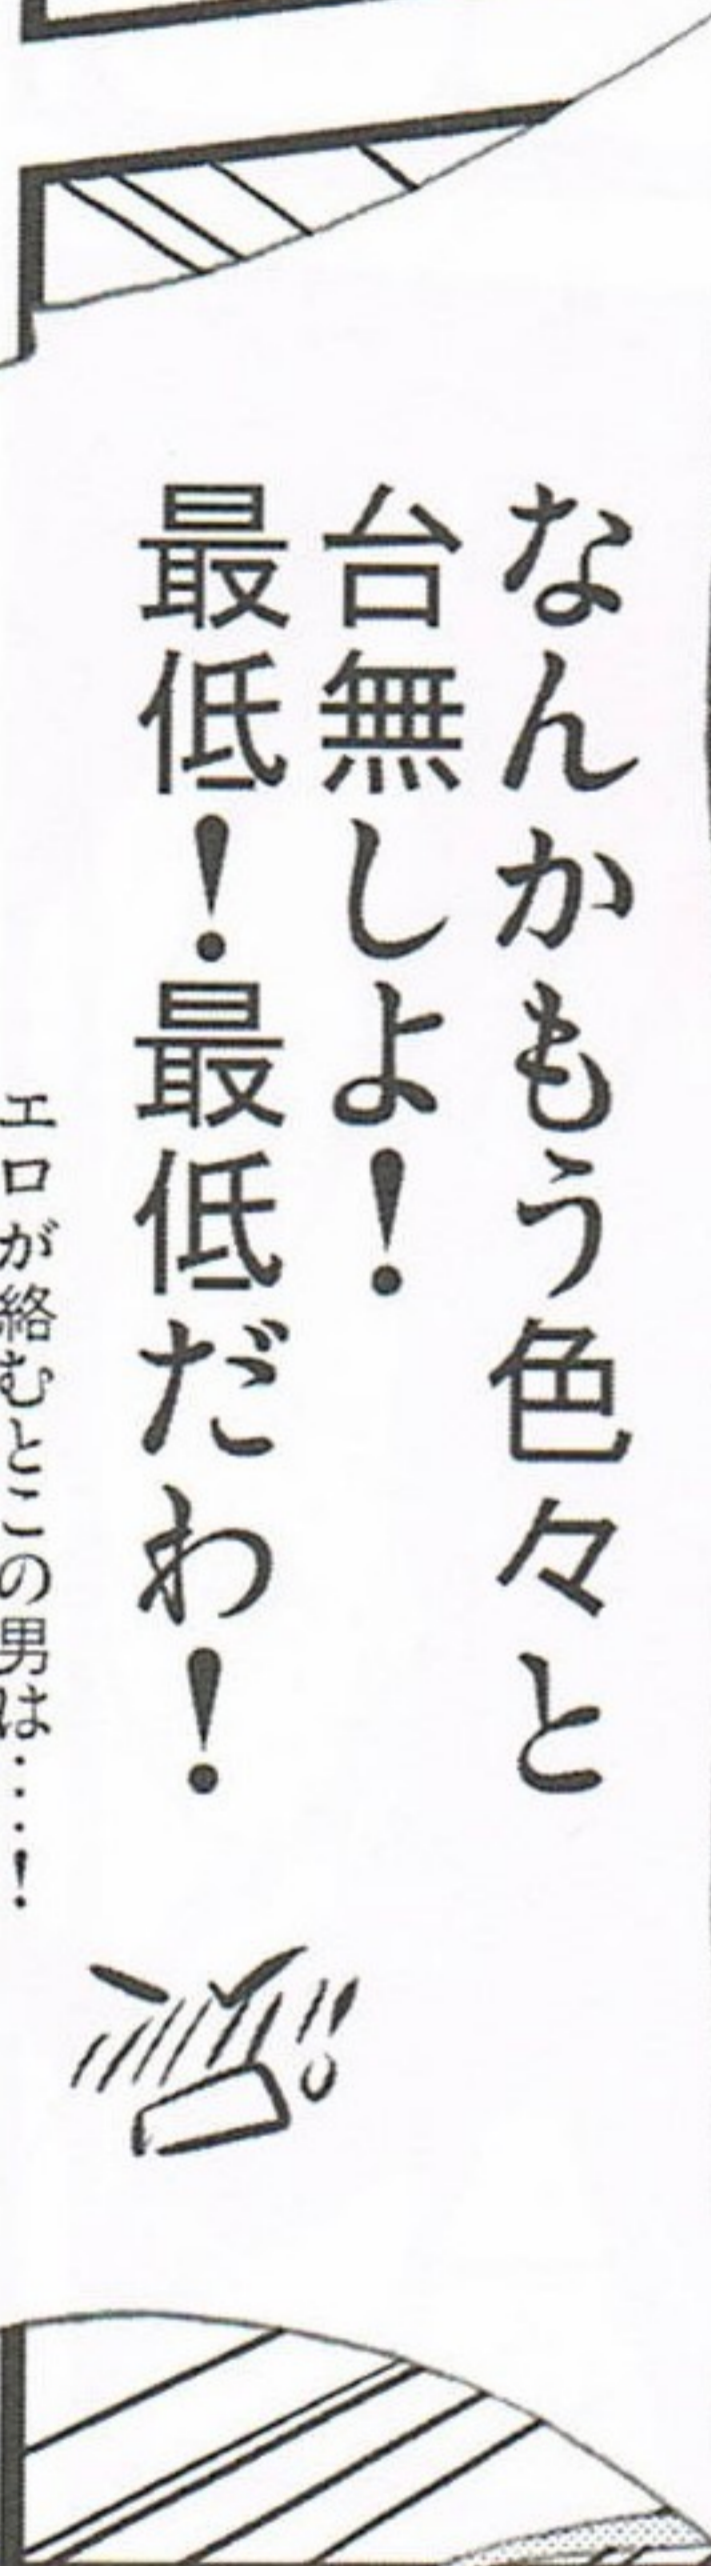 なんかもう色々と
台無しよ！
最低！最低だわ！
エロが絡むとこの男は…！